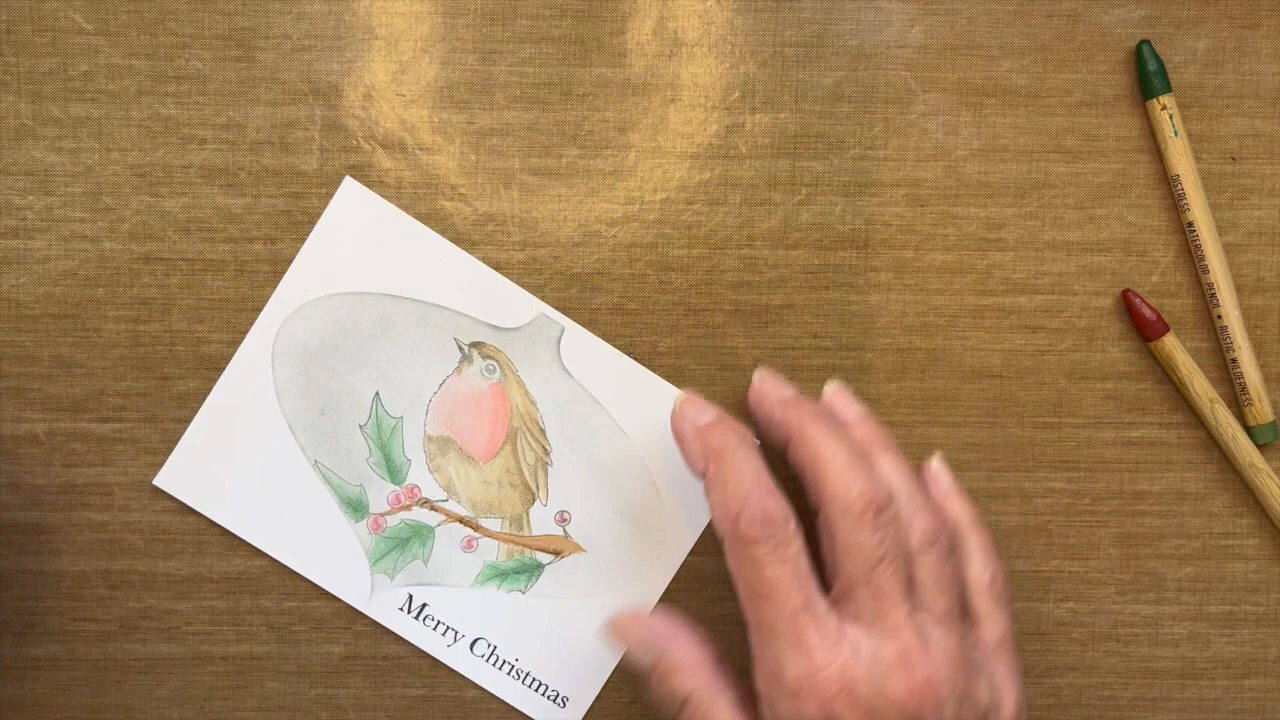 Merry Christmas
DISTRESS WATERCOLOR PENCIL ★ RUSTIC WILDERNESS